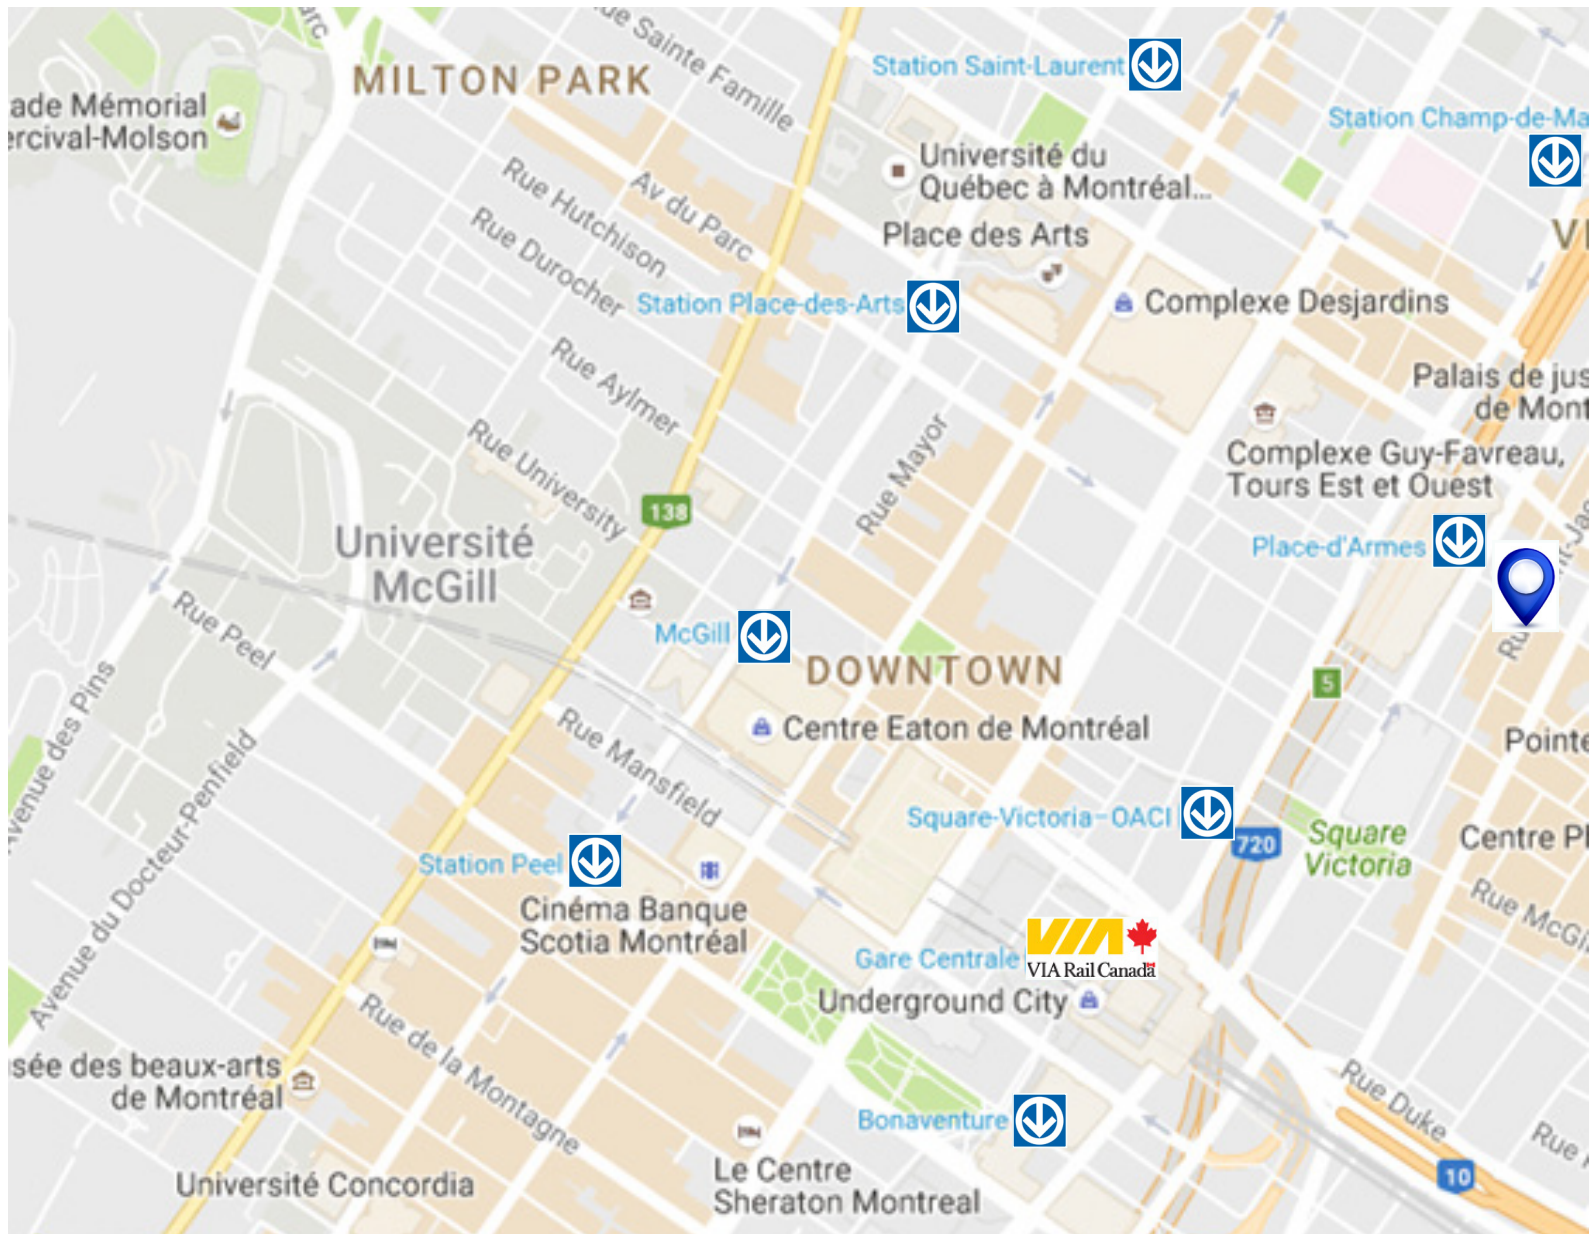 Rue Sainte Famille
MILTON PARK
Station Saint-Laurent
ade Mémorial
ercival-Molson
Station Champ-de-Ma
Université du
Québec à Montréal...
Rue Hutchison
Av du Parc
Rue Durocher
Place des Arts
Station Place-des-Arts
Complexe Desjardins
Rue Aylmer
Palais de jus
de Mont
Rue University
Rue Mayor
Complexe Guy-Favreau,
Tours Est et Ouest
138
Université
McGill
Place-d'Armes
Rue Peel
McGill
DOWNTOWN
5
Avenue des Pins
Rue Mansfield
Centre Eaton de Montréal
Pointe
Avenue du Docteur-Penfield
Square-Victoria-OACI
720
Square
Victoria
Centre Pl
Station Peel
Cinéma Banque
Scotia Montréal
Rue McGi
Gare Centrale
VIA
VIA Rail Canada
Underground City
Rue de la Montagne
sée des beaux-arts
de Montréal
Rue Duke
Bonaventure
Rue
Le Centre
Sheraton Montreal
Université Concordia
10